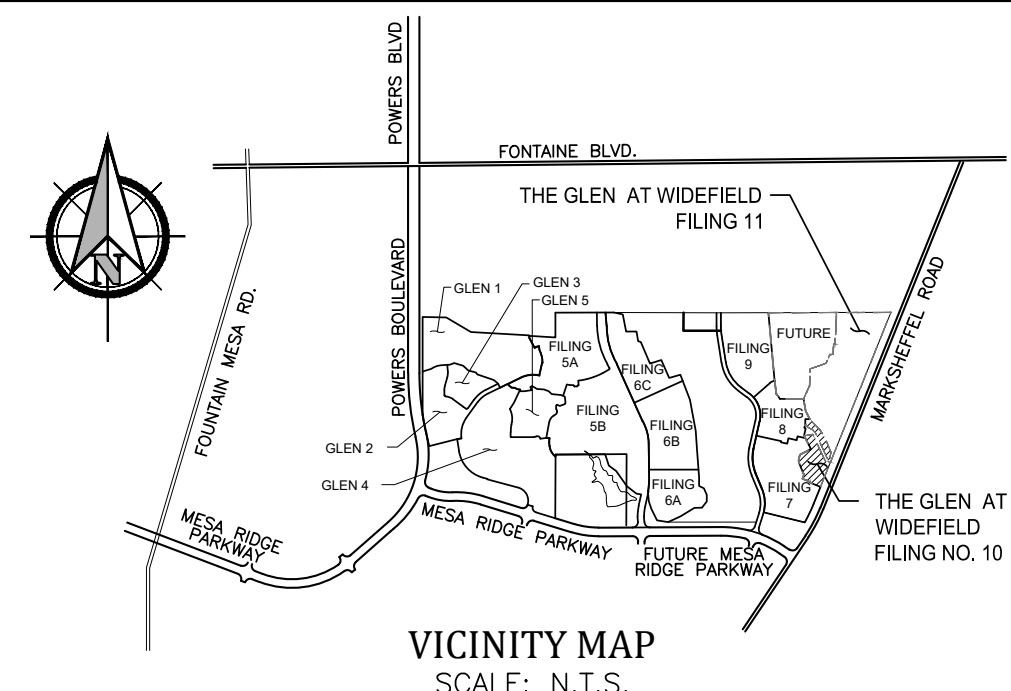 POWERS BLVD
FONTAINE BLVD.
THE GLEN AT WIDEFIELD
FILING 11
N
FOUNTAIN MESA RD.
POWERS BOULEVARD
MARKSHEFFEL ROAD
GLEN 1
GLEN 3
GLEN 5
FILING
5A
FILING
6C
FILING
9
FUTURE
GLEN 2
GLEN 4
FILING
5B
FILING
6B
FILING
8
FILING
6A
FILING
7
THE GLEN AT
WIDEFIELD
FILING NO. 10
MESA RIDGE
PARKWAY
MESA RIDGE PARKWAY
FUTURE MESA
RIDGE PARKWAY
VICINITY MAP
SCALE: N.T.S.